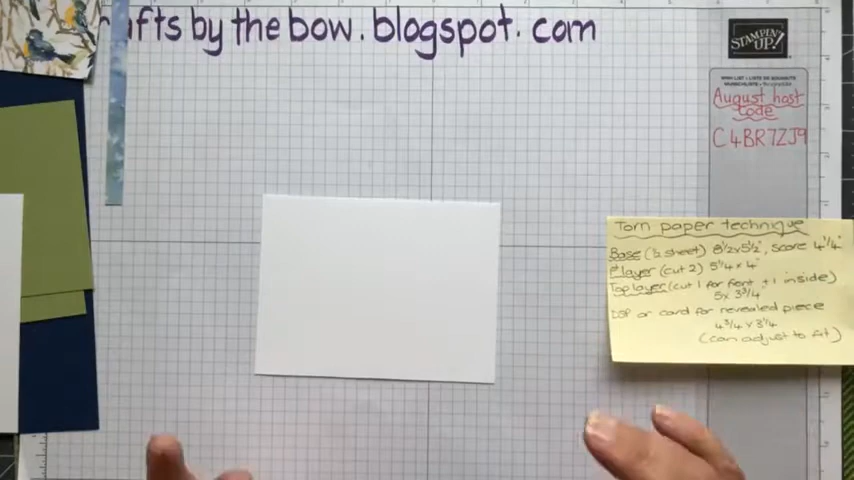 afts by the bow.blogspot.com
STAMPIN' UP!
August host
code
C4BR7ZJ9
Torn paper technique
Base (½ sheet) 8½x5½", score 4¼"
layer (cut 2) 5¼ x 4"
Top layer (cut 1 for front + 1 inside)
5x 3¾"
DSP or card for revealed piece
4¾ x 3¼"
(can adjust to fit)